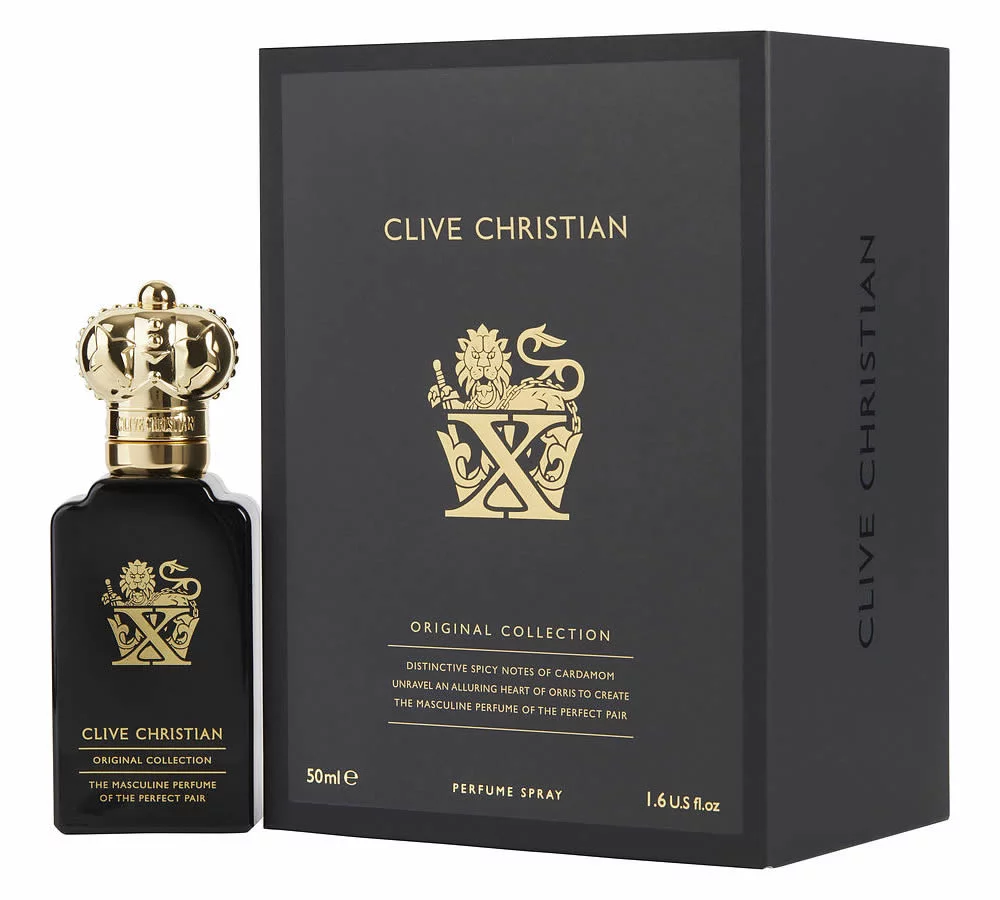 CLIVE CHRISTIAN
X
ORIGINAL COLLECTION
DISTINCTIVE SPICY NOTES OF CARDAMOM
UNRAVEL AN ALLURING HEART OF ORRIS TO CREATE
THE MASCULINE PERFUME OF THE PERFECT PAIR
50ml e
PERFUME SPRAY
1.6 U.S fl.oz
CLIVE CHRISTIAN
CLIVE CHRISTIAN
X
CLIVE CHRISTIAN
ORIGINAL COLLECTION
THE MASCULINE PERFUME
OF THE PERFECT PAIR